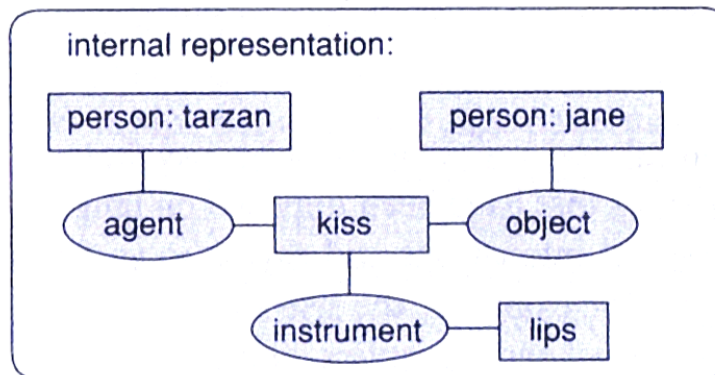 internal representation:
person: tarzan
person: jane
agent
kiss
object
instrument
lips